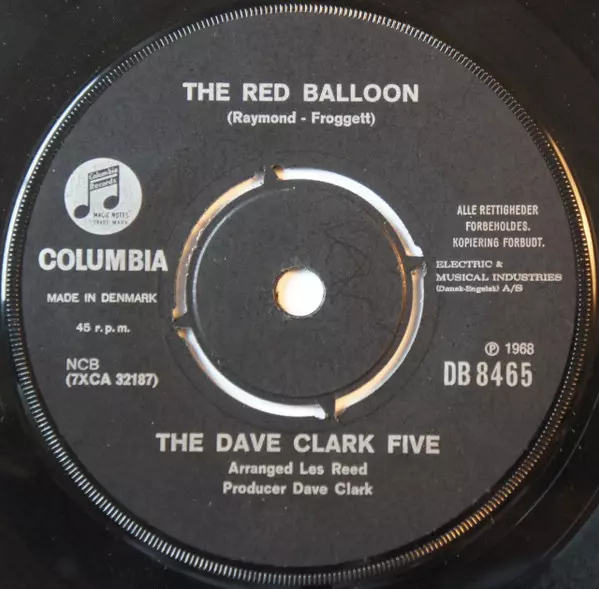 THE RED BALLOON
(Raymond - Froggett)
Columbia
Records
MAGIC NOTES
TRADE MARK
COLUMBIA
MADE IN DENMARK
45 r.p.m.
NCB
(7XCA 32187)
ALLE RETTIGHEDER
FORBEHOLDES.
KOPIERING FORBUDT.
ELECTRIC &
MUSICAL INDUSTRIES
(Dansk-Engelsk) A/S
℗ 1968
DB 8465
THE DAVE CLARK FIVE
Arranged Les Reed
Producer Dave Clark